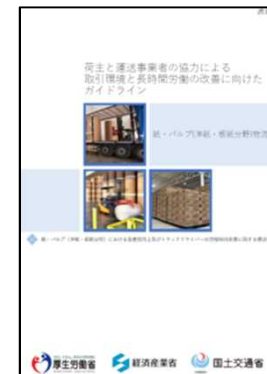 荷主と運送事業者の協力による
取引環境と長時間労働の改善に向けた
ガイドライン
紙・パルプ(洋紙・板紙分野)物流
厚生労働省
経済産業省
国土交通省